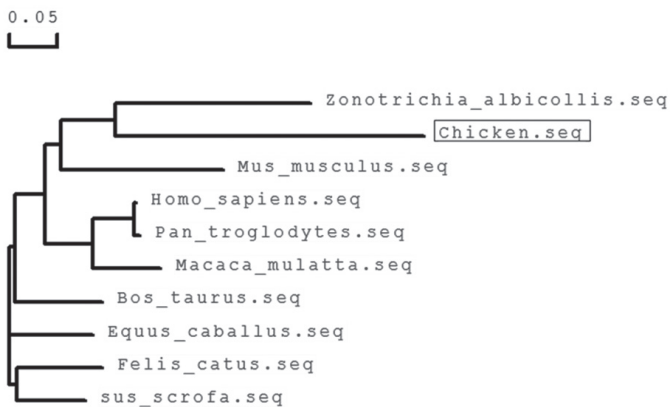 0.05
Zonotrichia_albicollis.seq
Chicken.seq
Mus_musculus.seq
Homo_sapiens.seq
Pan_troglodytes.seq
Macaca_mulatta.seq
Bos_taurus.seq
Equus_caballus.seq
Felis_catus.seq
sus_scrofa.seq